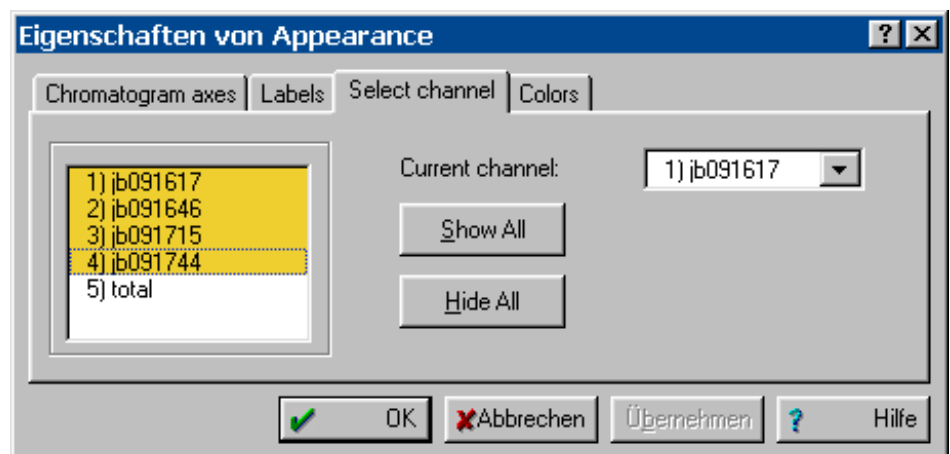 Eigenschaften von Appearance
Chromatogram axes Labels Select channel Colors
1) jb091617
2) jb091646
3) jb091715
4) jb091744
5) total
Current channel: 1) jb091617
Show All
Hide All
OK Abbrechen Übernehmen Hilfe